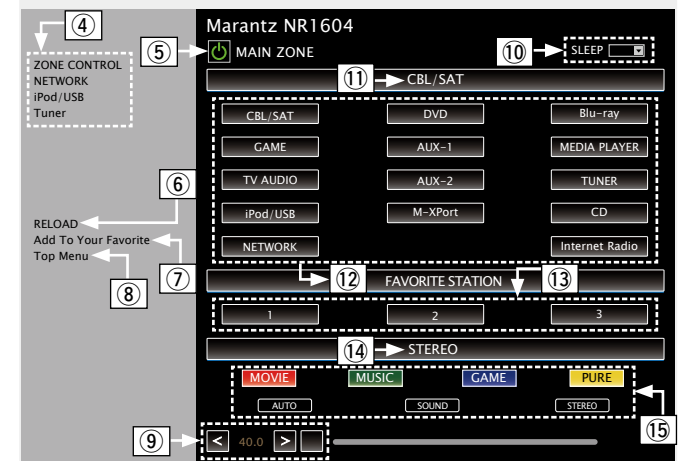 ④
ZONE CONTROL
NETWORK
iPod/USB
Tuner
RELOAD
Add To Your Favorite
Top Menu
Marantz NR1604
⑤ MAIN ZONE
⑩ SLEEP
⑪ CBL/SAT
CBL/SAT DVD Blu-ray
GAME AUX-1 MEDIA PLAYER
⑥ TV AUDIO AUX-2 TUNER
iPod/USB M-XPort CD
NETWORK Internet Radio
⑧ ⑦ ⑫ FAVORITE STATION ⑬
1 2 3
⑭ STEREO
MOVIE MUSIC GAME PURE
AUTO SOUND STEREO
⑮
⑨ < 40.0 >